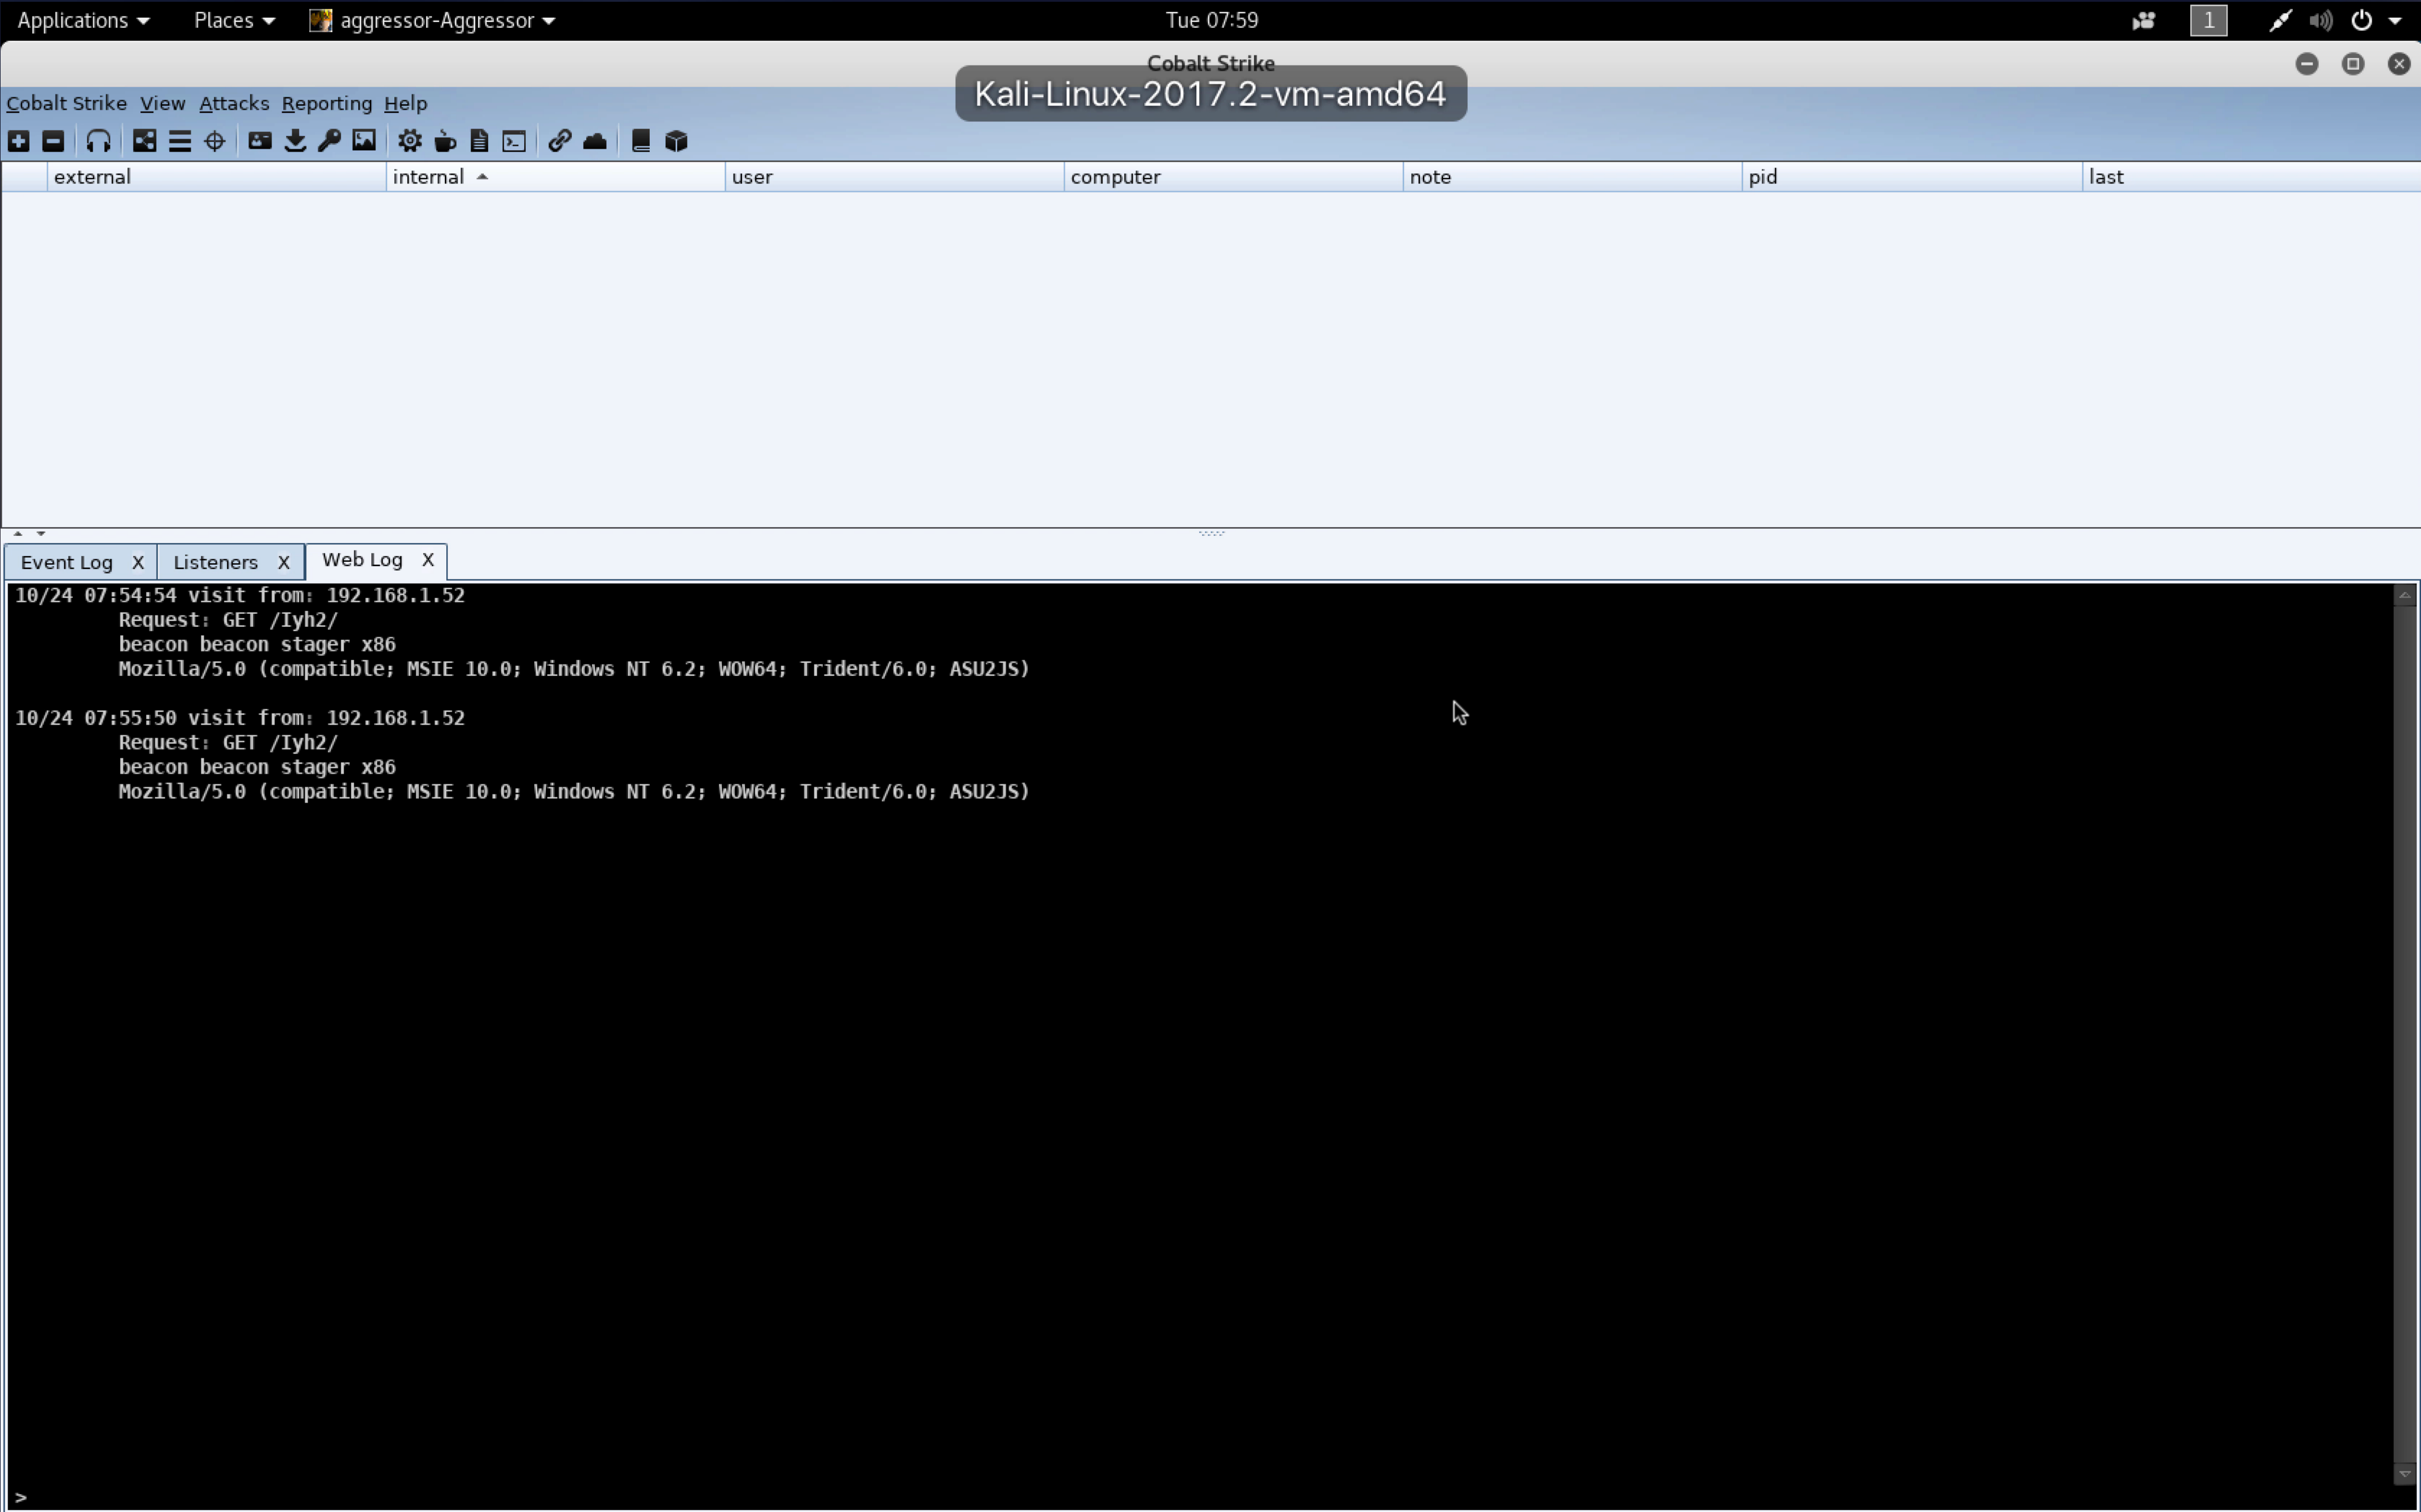 Applications Places aggressor-Aggressor Tue 07:59 1
Cobalt Strike
Kali-Linux-2017.2-vm-amd64
Cobalt Strike View Attacks Reporting Help
external internal user computer note pid last
Event Log X Listeners X Web Log X
10/24 07:54:54 visit from: 192.168.1.52
Request: GET /Iyh2/
beacon beacon stager x86
Mozilla/5.0 (compatible; MSIE 10.0; Windows NT 6.2; WOW64; Trident/6.0; ASU2JS)
10/24 07:55:50 visit from: 192.168.1.52
Request: GET /Iyh2/
beacon beacon stager x86
Mozilla/5.0 (compatible; MSIE 10.0; Windows NT 6.2; WOW64; Trident/6.0; ASU2JS)
>